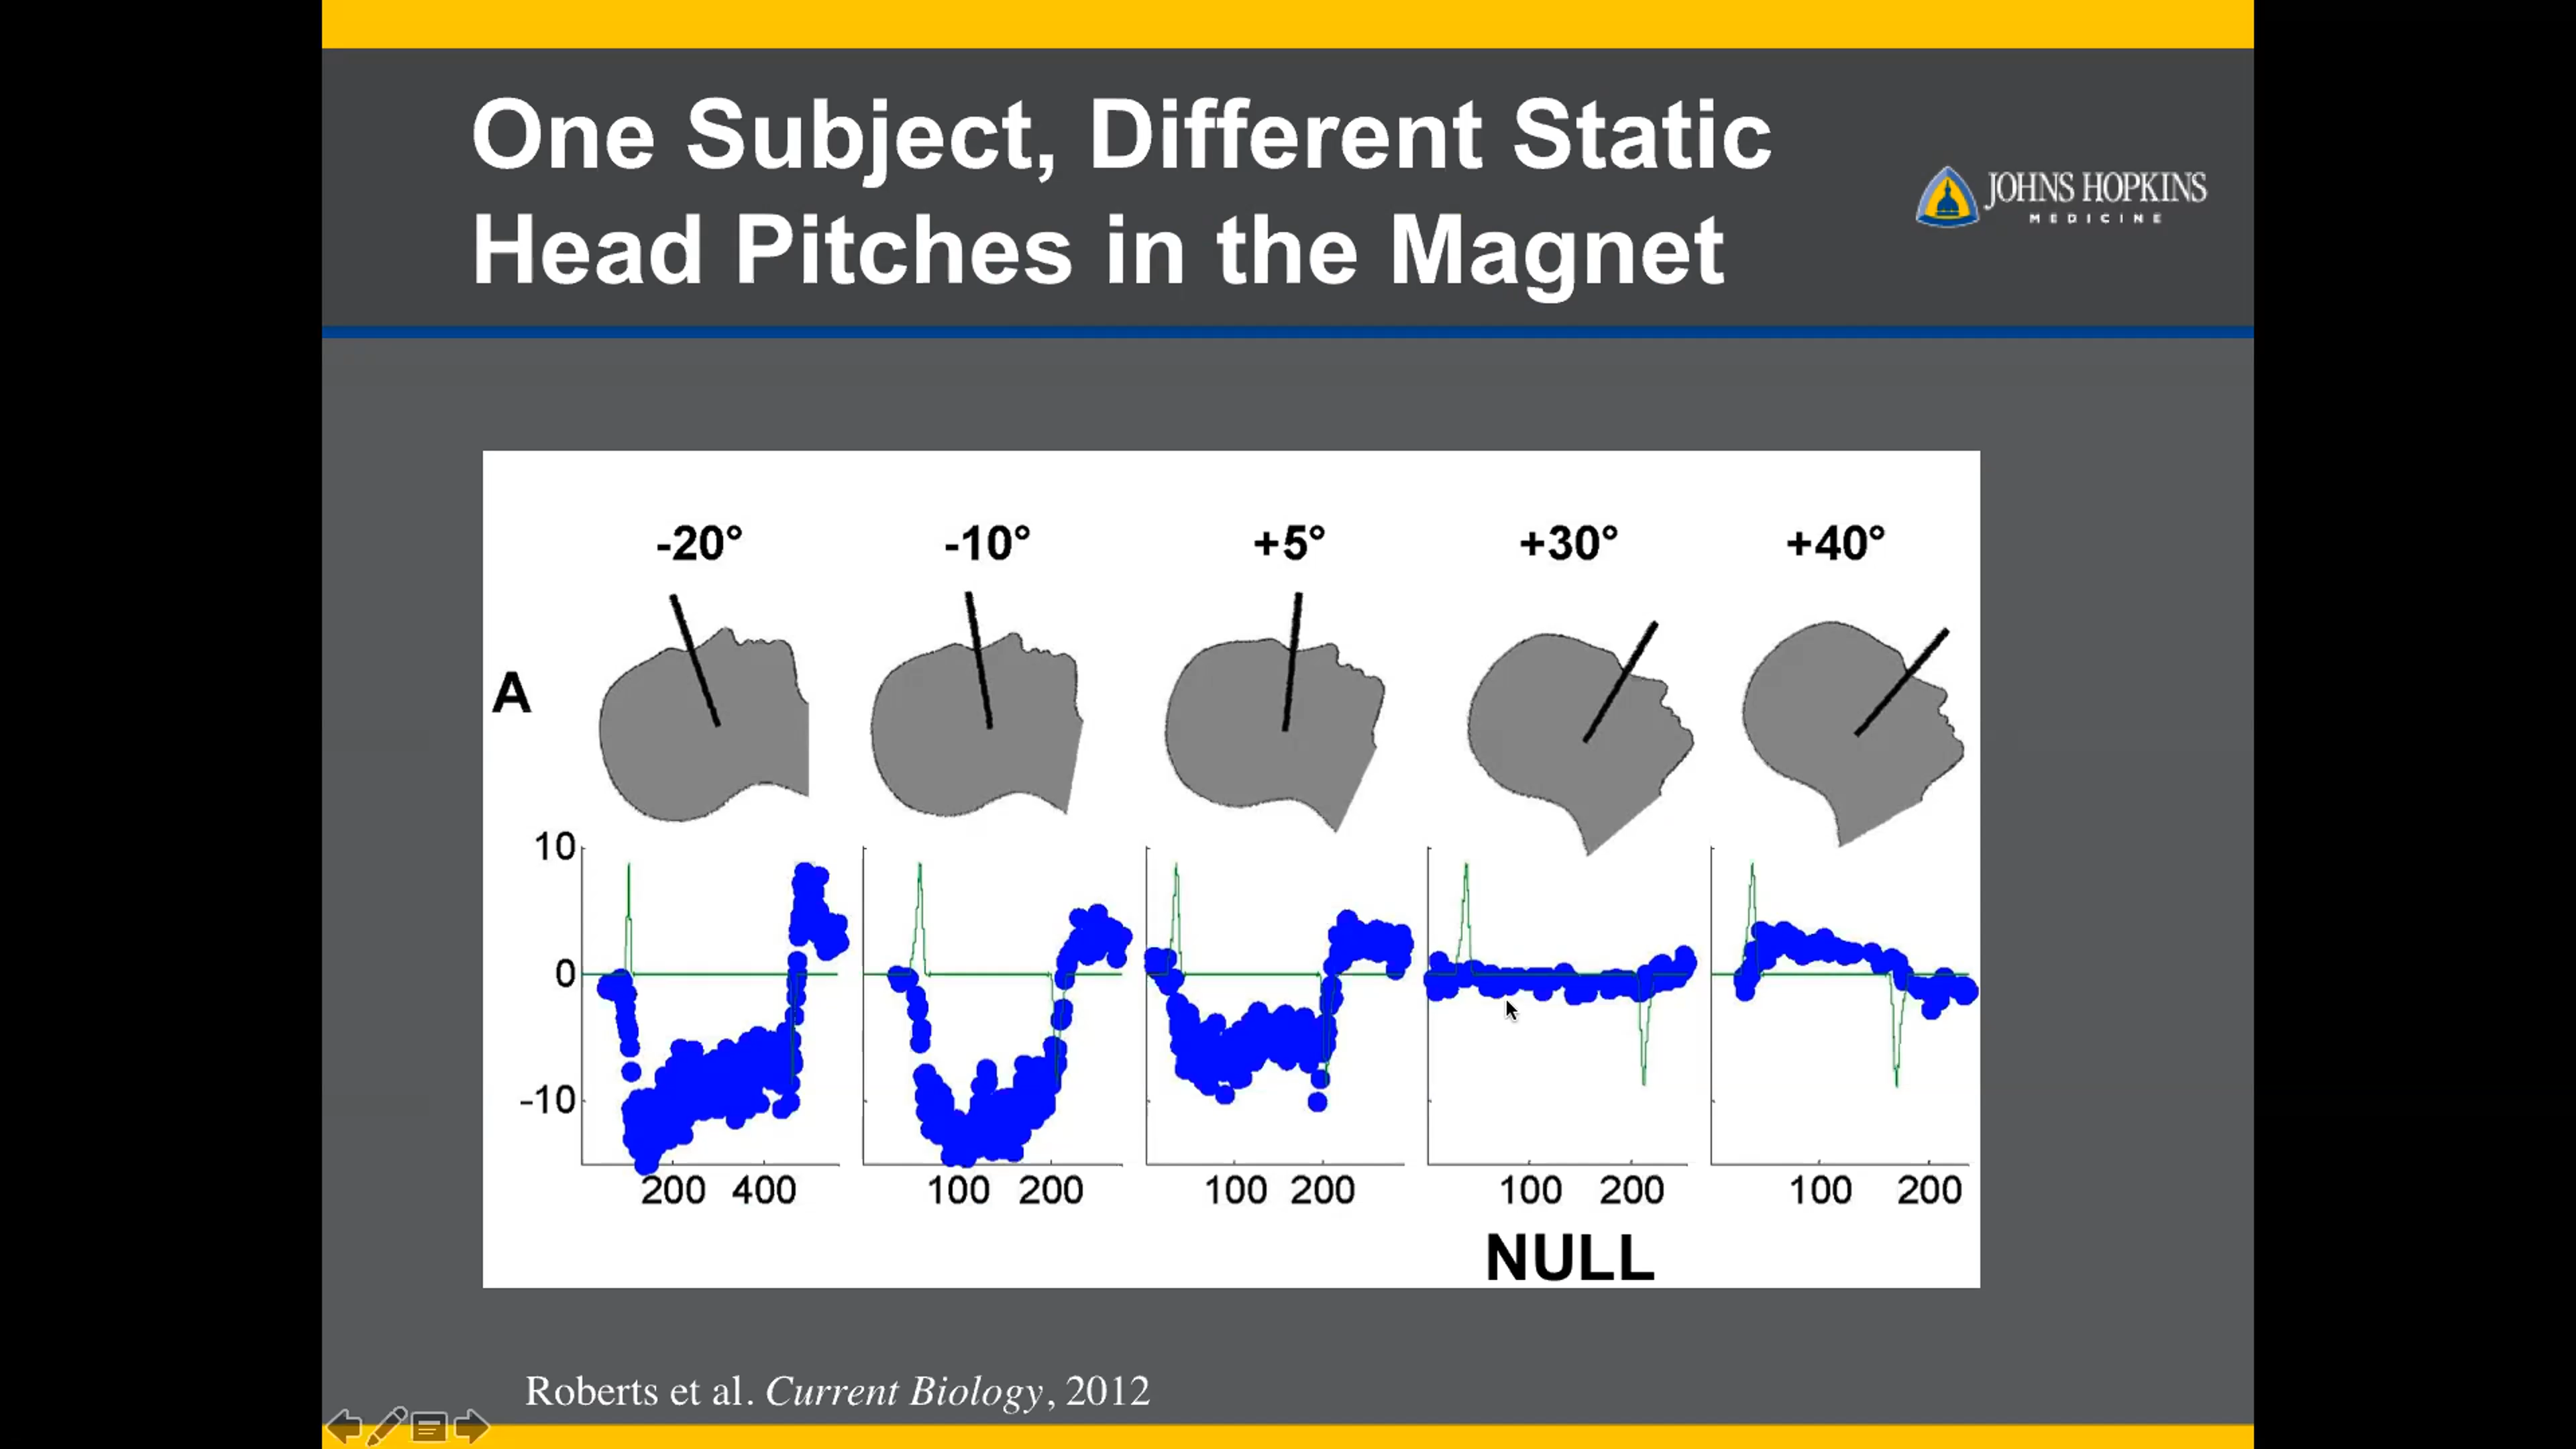 One Subject, Different Static
Head Pitches in the Magnet
JOHNS HOPKINS
MEDICINE
-20° -10° +5° +30° +40°
A
10
0
-10
200 400 100 200 100 200 100 200 100 200
NULL
Roberts et al. Current Biology, 2012